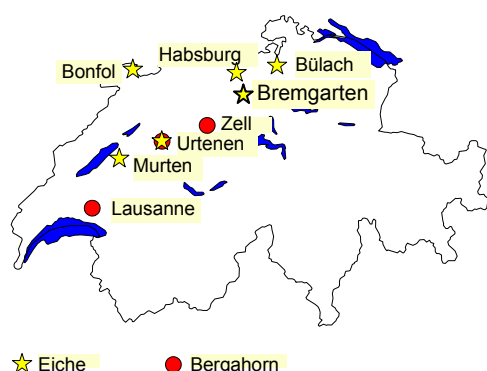 Habsburg
Bonfol
Bülach
Bremgarten
Zell
Urtenen
Murten
Lausanne
Eiche
Bergahorn